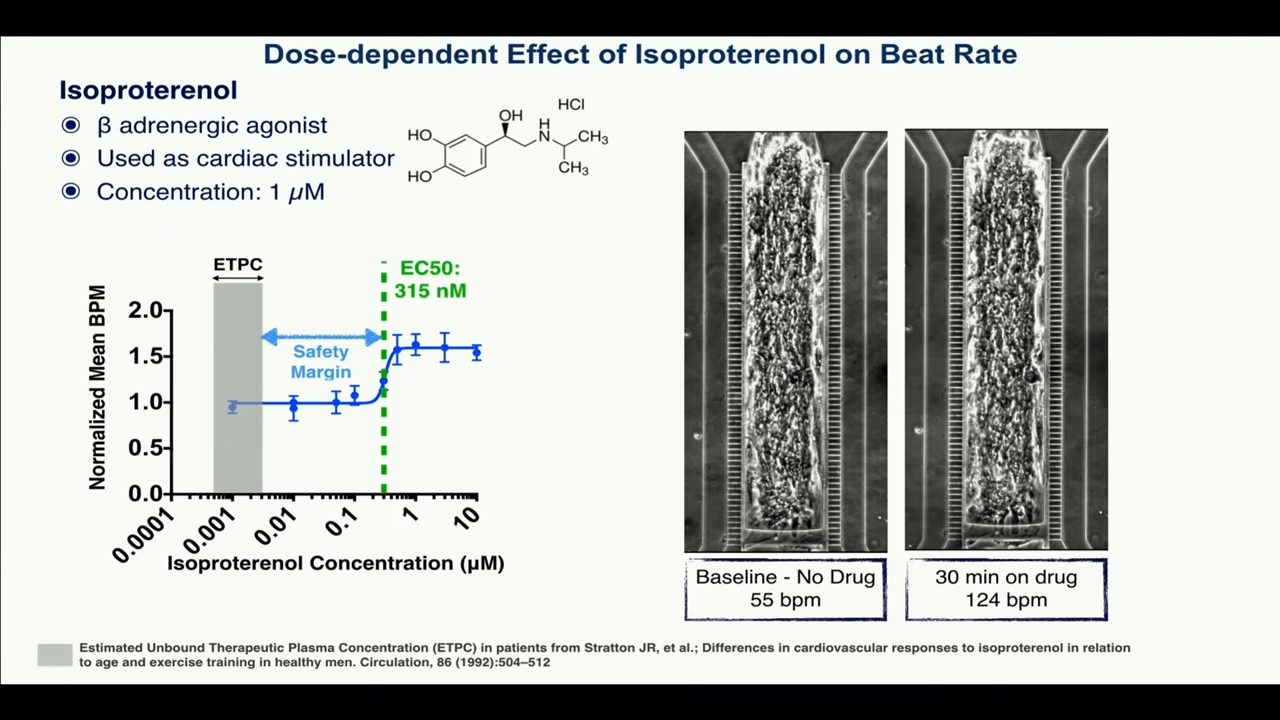 Dose-dependent Effect of Isoproterenol on Beat Rate
Isoproterenol
β adrenergic agonist
Used as cardiac stimulator
Concentration: 1 µM
HCl
OH
H
N
HO
CH3
CH3
HO
ETPC
EC50:
315 nM
Safety
Margin
Normalized Mean BPM
2.0
1.5
1.0
0.5
0.0
0.0001
0.001
0.01
0.1
1
10
Isoproterenol Concentration (µM)
Baseline - No Drug
55 bpm
30 min on drug
124 bpm
Estimated Unbound Therapeutic Plasma Concentration (ETPC) in patients from Stratton JR, et al.; Differences in cardiovascular responses to isoproterenol in relation
to age and exercise training in healthy men. Circulation, 86 (1992):504–512